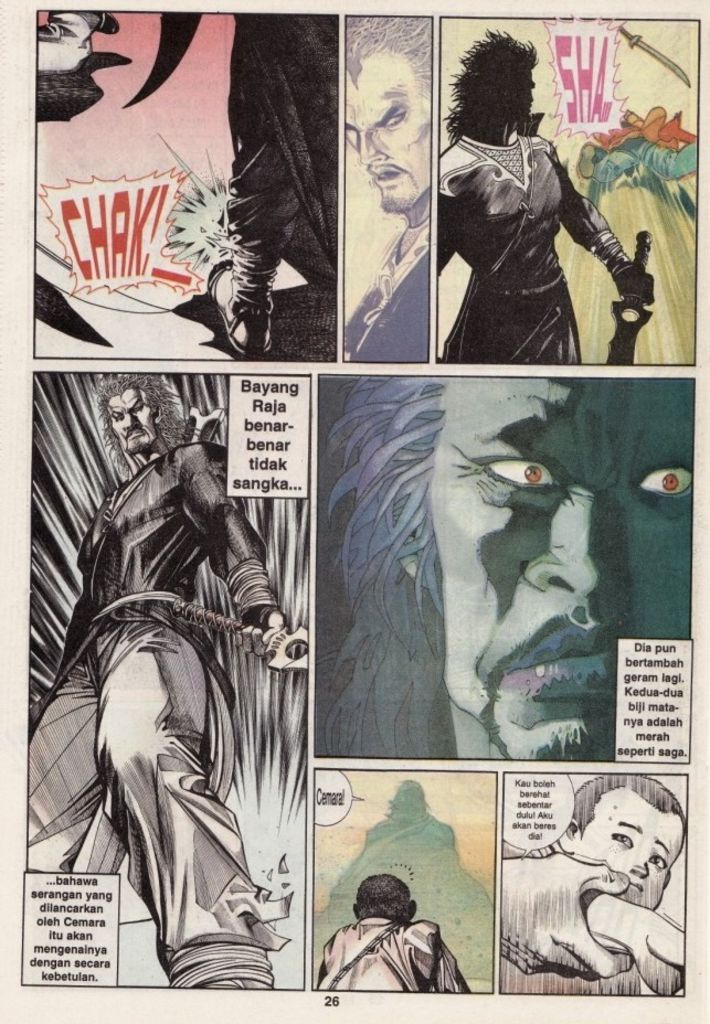 CHAK!
SHA..
Bayang
Raja
benar-
benar
tidak
sangka...
...bahawa
serangan yang
dilancarkan
oleh Cemara
itu akan
mengenainya
dengan secara
kebetulan.
Dia pun
bertambah
geram lagi.
Kedua-dua
biji mata-
nya adalah
merah
seperti saga.
Cemara!
Kau boleh
berehat
sebentar
dulu! Aku
akan beres
dia!
26